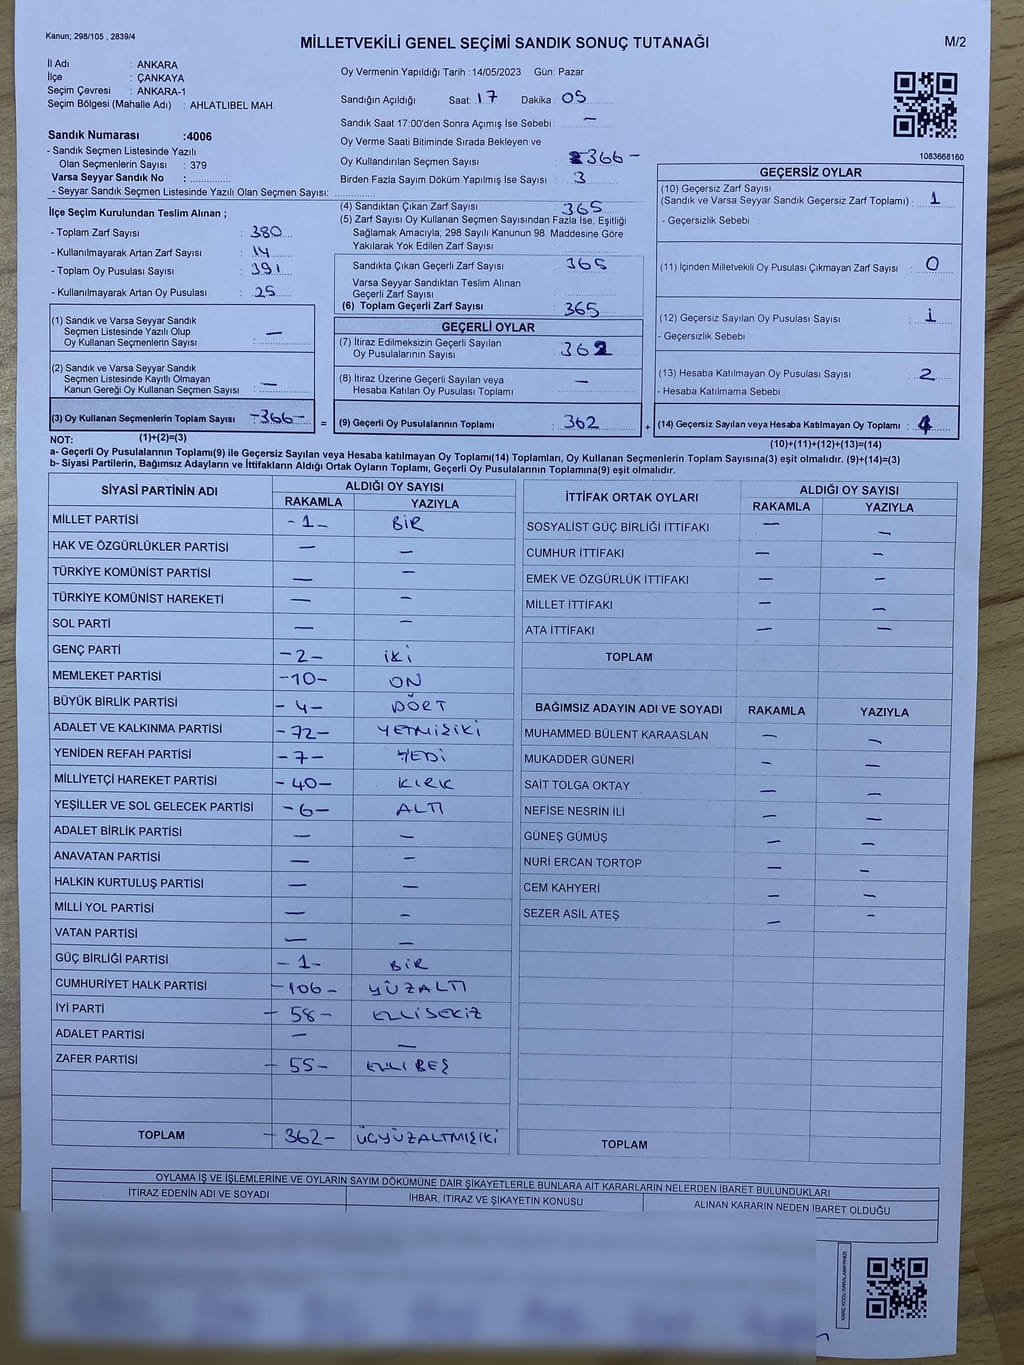 Kanun; 298/105 , 2839/4
MİLLETVEKİLİ GENEL SEÇİMİ SANDIK SONUÇ TUTANAĞI
M/2
İl Adı : ANKARA
İlçe : ÇANKAYA
Seçim Çevresi : ANKARA-1
Seçim Bölgesi (Mahalle Adı) : AHLATLIBEL MAH.
Sandık Numarası :4006
- Sandık Seçmen Listesinde Yazılı
Olan Seçmenlerin Sayısı : 379
Varsa Seyyar Sandık No :
- Seyyar Sandık Seçmen Listesinde Yazılı Olan Seçmen Sayısı:
Oy Vermenin Yapıldığı Tarih :14/05/2023 Gün: Pazar
Sandığın Açıldığı Saat: 17 Dakika : 05
Sandık Saat 17:00'den Sonra Açımış İse Sebebi : —
Oy Verme Saati Bitiminde Sırada Bekleyen ve
Oy Kullandırılan Seçmen Sayısı : 366 -
Birden Fazla Sayım Döküm Yapılmış İse Sayısı : 3
1083668160
İlçe Seçim Kurulundan Teslim Alınan ;
- Toplam Zarf Sayısı : 380
- Kullanılmayarak Artan Zarf Sayısı : 14
- Toplam Oy Pusulası Sayısı : 391
- Kullanılmayarak Artan Oy Pusulası : 25
(1) Sandık ve Varsa Seyyar Sandık
Seçmen Listesinde Yazılı Olup
Oy Kullanan Seçmenlerin Sayısı : —
(2) Sandık ve Varsa Seyyar Sandık
Seçmen Listesinde Kayıtlı Olmayan
Kanun Gereği Oy Kullanan Seçmen Sayısı : —
(3) Oy Kullanan Seçmenlerin Toplam Sayısı -366-
(1)+(2)=(3)
(4) Sandıktan Çıkan Zarf Sayısı : 365
(5) Zarf Sayısı Oy Kullanan Seçmen Sayısından Fazla İse, Eşitliği
Sağlamak Amacıyla; 298 Sayılı Kanunun 98. Maddesine Göre
Yakılarak Yok Edilen Zarf Sayısı :
Sandıkta Çıkan Geçerli Zarf Sayısı : 365
Varsa Seyyar Sandıktan Teslim Alınan
Geçerli Zarf Sayısı :
(6) Toplam Geçerli Zarf Sayısı : 365
GEÇERLİ OYLAR
(7) İtiraz Edilmeksizin Geçerli Sayılan
Oy Pusulalarının Sayısı : 362
(8) İtiraz Üzerine Geçerli Sayılan veya
Hesaba Katılan Oy Pusulası Toplamı : —
= (9) Geçerli Oy Pusulalarının Toplamı : 362
GEÇERSİZ OYLAR
(10) Geçersiz Zarf Sayısı
(Sandık ve Varsa Seyyar Sandık Geçersiz Zarf Toplamı) : 1
- Geçersizlik Sebebi :
(11) İçinden Milletvekili Oy Pusulası Çıkmayan Zarf Sayısı : 0
(12) Geçersiz Sayılan Oy Pusulası Sayısı : 1
- Geçersizlik Sebebi :
(13) Hesaba Katılmayan Oy Pusulası Sayısı : 2
- Hesaba Katılmama Sebebi :
+ (14) Geçersiz Sayılan veya Hesaba Katılmayan Oy Toplamı : 4
(10)+(11)+(12)+(13)=(14)
NOT:
a- Geçerli Oy Pusulasının Toplamı(9) ile Geçersiz Sayılan veya Hesaba katılmayan Oy Toplamı(14) Toplamları, Oy Kullanan Seçmenlerin Toplam Sayısına(3) eşit olmalıdır. (9)+(14)=(3)
b- Siyasi Partilerin, Bağımsız Adayların ve İttifakların Aldığı Ortak Oyların Toplamı, Geçerli Oy Pusulalarının Toplamına(9) eşit olmalıdır.
SİYASİ PARTİNİN ADI ALDIĞI OY SAYISI
RAKAMLA YAZIYLA
MİLLET PARTİSİ -1- BİR
HAK VE ÖZGÜRLÜKLER PARTİSİ — —
TÜRKİYE KOMÜNİST PARTİSİ — —
TÜRKİYE KOMÜNİST HAREKETİ — —
SOL PARTİ — —
GENÇ PARTİ -2- İKİ
MEMLEKET PARTİSİ -10- ON
BÜYÜK BİRLİK PARTİSİ -4- DÖRT
ADALET VE KALKINMA PARTİSİ -72- YETMİŞİKİ
YENİDEN REFAH PARTİSİ -7- YEDİ
MİLLİYETÇİ HAREKET PARTİSİ -40- KIRK
YEŞİLLER VE SOL GELECEK PARTİSİ -6- ALTI
ADALET BİRLİK PARTİSİ — —
ANAVATAN PARTİSİ — —
HALKIN KURTULUŞ PARTİSİ — —
MİLLİ YOL PARTİSİ — —
VATAN PARTİSİ — —
GÜÇ BİRLİĞİ PARTİSİ -1- BİR
CUMHURİYET HALK PARTİSİ -106- YÜZALTI
İYİ PARTİ -58- ELLİSEKİZ
ADALET PARTİSİ — —
ZAFER PARTİSİ -55- ELLİBEŞ
TOPLAM -362- ÜÇYÜZALTMIŞİKİ
İTTİFAK ORTAK OYLARI ALDIĞI OY SAYISI
RAKAMLA YAZIYLA
SOSYALİST GÜÇ BİRLİĞİ İTTİFAKI — —
CUMHUR İTTİFAKI — —
EMEK VE ÖZGÜRLÜK İTTİFAKI — —
MİLLET İTTİFAKI — —
ATA İTTİFAKI — —
TOPLAM
BAĞIMSIZ ADAYIN ADI VE SOYADI RAKAMLA YAZIYLA
MUHAMMED BÜLENT KARAASLAN — —
MUKADDER GÜNERİ — —
SAİT TOLGA OKTAY — —
NEFİSE NESRİN İLİ — —
GÜNEŞ GÜMÜŞ — —
NURİ ERCAN TORTOP — —
CEM KAHYERİ — —
SEZER ASİL ATEŞ — —
TOPLAM
OYLAMA İŞ VE İŞLEMLERİNE VE OYLARIN SAYIM DÖKÜMÜNE DAİR ŞİKAYETLERLE BUNLARA AİT KARARLARIN NELERDEN İBARET BULUNDUKLARI
İTİRAZ EDENİN ADI VE SOYADI İHBAR, İTİRAZ VE ŞİKAYETİN KONUSU ALINAN KARARIN NEDEN İBARET OLDUĞU
KARE KODU KARALAMAYINIZ!